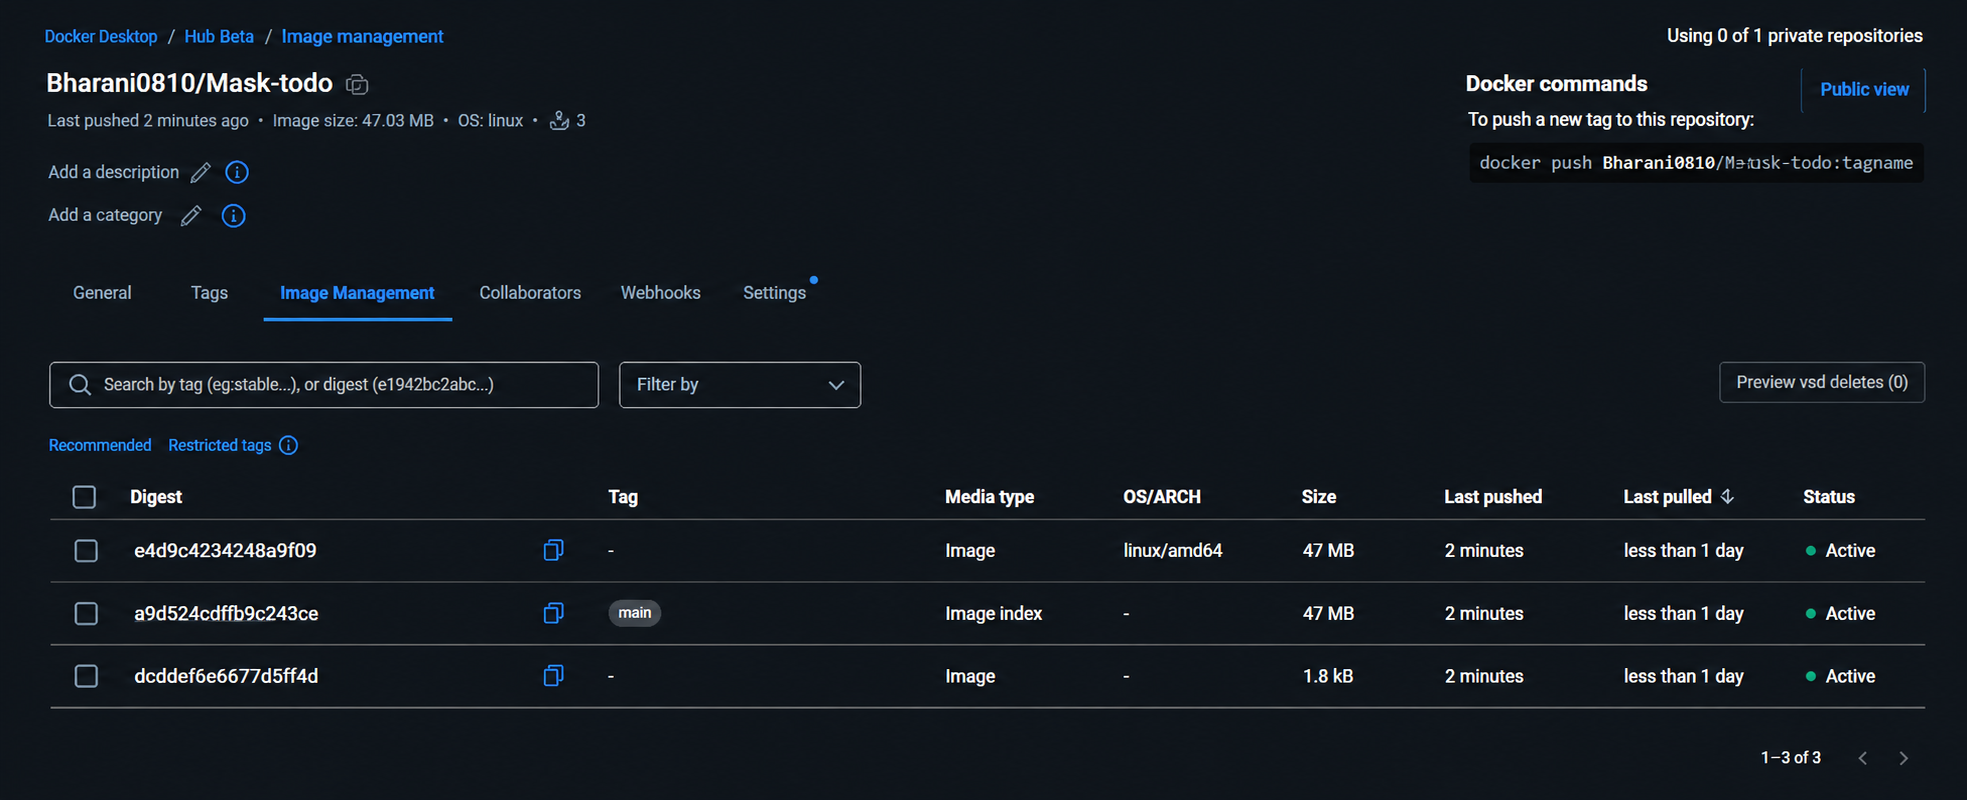 Docker Desktop / Hub Beta / Image management
Using 0 of 1 private repositories
Bharani0810/Mask-todo
Last pushed 2 minutes ago • Image size: 47.03 MB • OS: linux • 3
Add a description
Add a category
Docker commands
Public view
To push a new tag to this repository:
docker push Bharani0810/
General Tags Image Management Collaborators Webhooks Settings
Search by tag (eg:stable...), or digest (e1942bc2abc...)
Filter by
Preview vsd deletes (0)
Recommended Restricted tags
Digest Tag Media type OS/ARCH Size Last pushed Last pulled Status
e4d9c4234248a9f09 - Image linux/amd64 47 MB 2 minutes less than 1 day Active
a9d524cdffb9c243ce main Image index - 47 MB 2 minutes less than 1 day Active
dcddef6e6677d5ff4d - Image - 1.8 kB 2 minutes less than 1 day Active
1–3 of 3